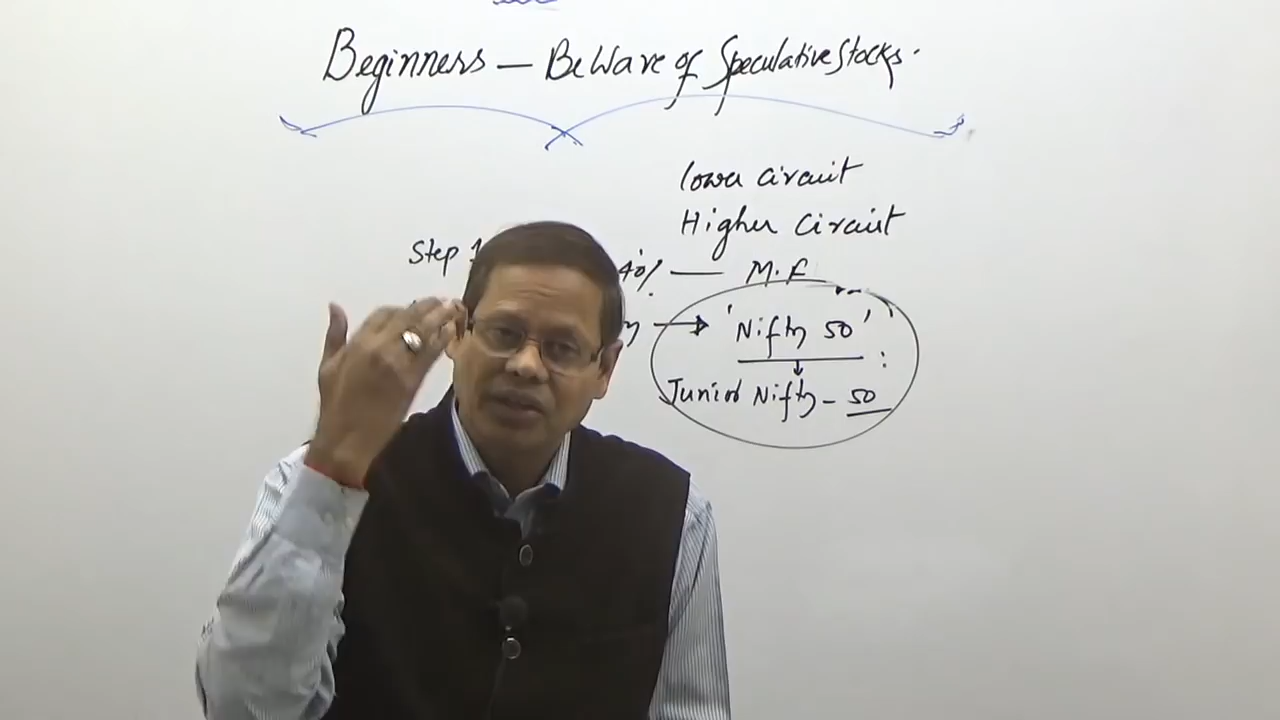 Beginners — BeWare of Speculative Stocks.
Lower Circuit
Higher Circuit
Step 1 40% — M.F
→ 'Nifty 50'
Junior Nifty - 50